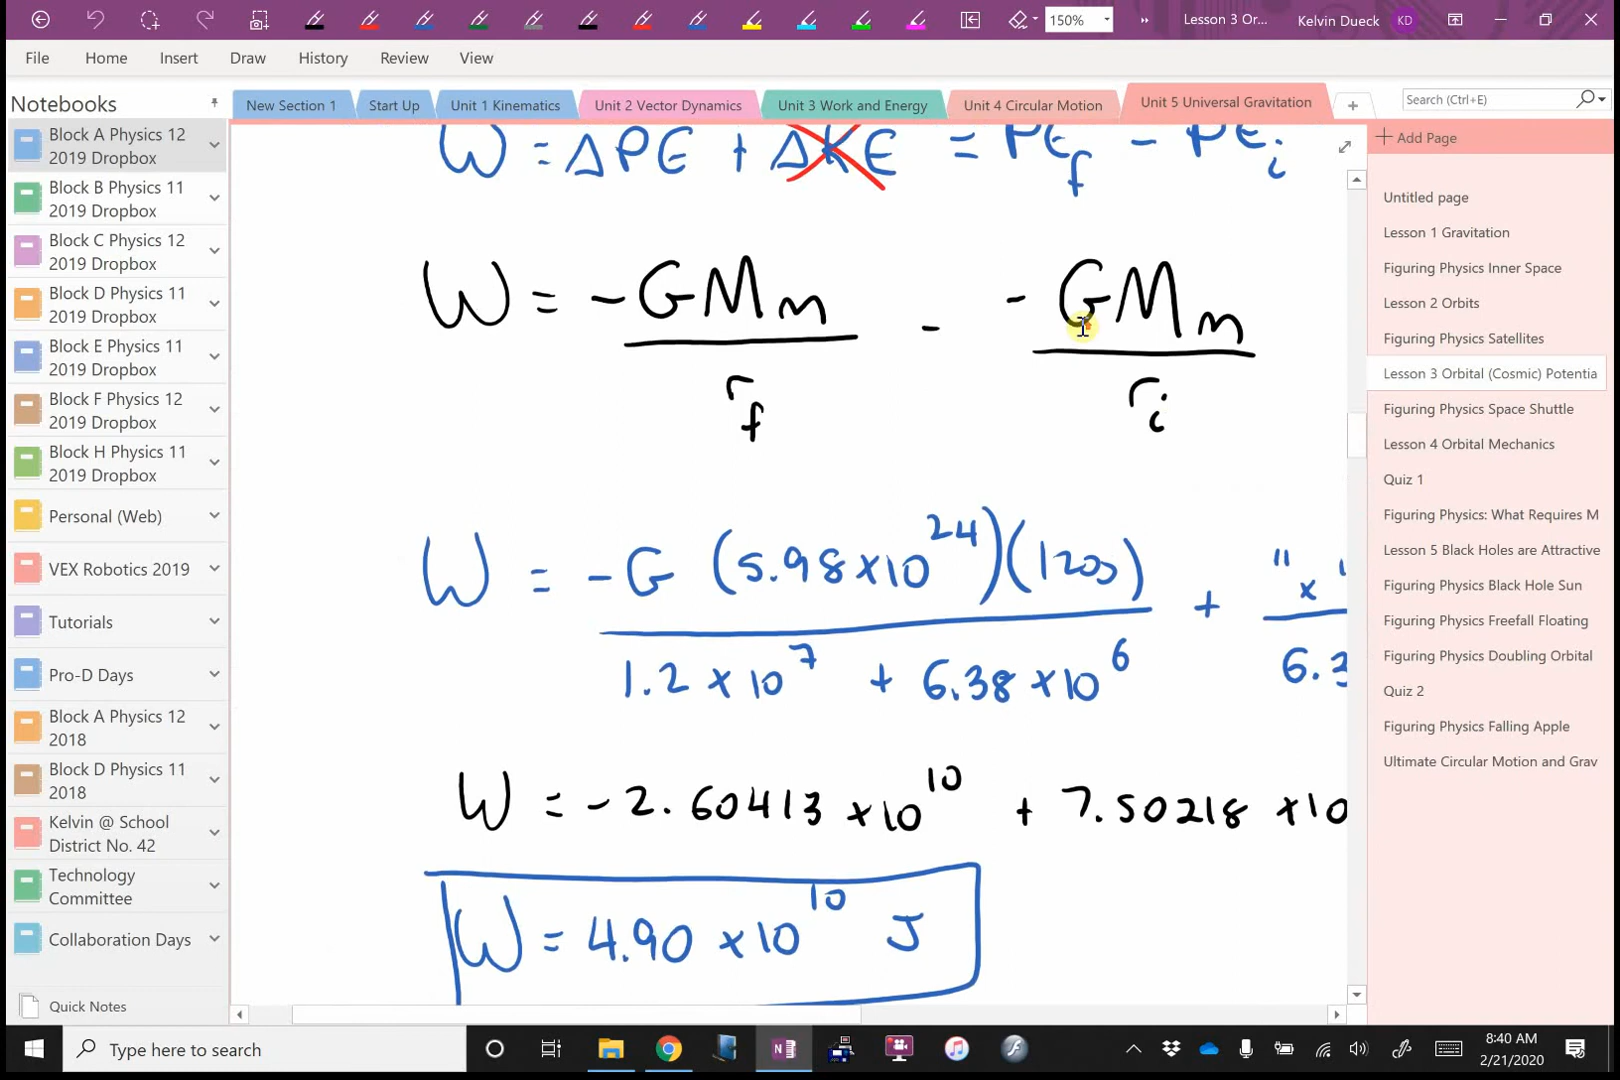 150%
Lesson 3 Or...
Kelvin Dueck
KD
File Home Insert Draw History Review View
Notebooks
New Section 1
Start Up
Unit 1 Kinematics
Unit 2 Vector Dynamics
Unit 3 Work and Energy
Unit 4 Circular Motion
Unit 5 Universal Gravitation
Search (Ctrl+E)
Block A Physics 12
2019 Dropbox
Block B Physics 11
2019 Dropbox
Block C Physics 12
2019 Dropbox
Block D Physics 11
2019 Dropbox
Block E Physics 11
2019 Dropbox
Block F Physics 12
2019 Dropbox
Block H Physics 11
2019 Dropbox
Personal (Web)
VEX Robotics 2019
Tutorials
Pro-D Days
Block A Physics 12
2018
Block D Physics 11
2018
Kelvin @ School
District No. 42
Technology
Committee
Collaboration Days
Quick Notes
W = ΔPE + ΔKE = PE_f - PE_i
W = -GMm / r_f - -GMm / r_i
W = -G (5.98x10^24)(1200) / 1.2 x 10^7 + 6.38 x 10^6 + "x" / 6.3
W = -2.60413 x10^10 + 7.50218 x10
W = 4.90 x10^10 J
Add Page
Untitled page
Lesson 1 Gravitation
Figuring Physics Inner Space
Lesson 2 Orbits
Figuring Physics Satellites
Lesson 3 Orbital (Cosmic) Potentia
Figuring Physics Space Shuttle
Lesson 4 Orbital Mechanics
Quiz 1
Figuring Physics: What Requires M
Lesson 5 Black Holes are Attractive
Figuring Physics Black Hole Sun
Figuring Physics Freefall Floating
Figuring Physics Doubling Orbital
Quiz 2
Figuring Physics Falling Apple
Ultimate Circular Motion and Grav
Type here to search
8:40 AM
2/21/2020